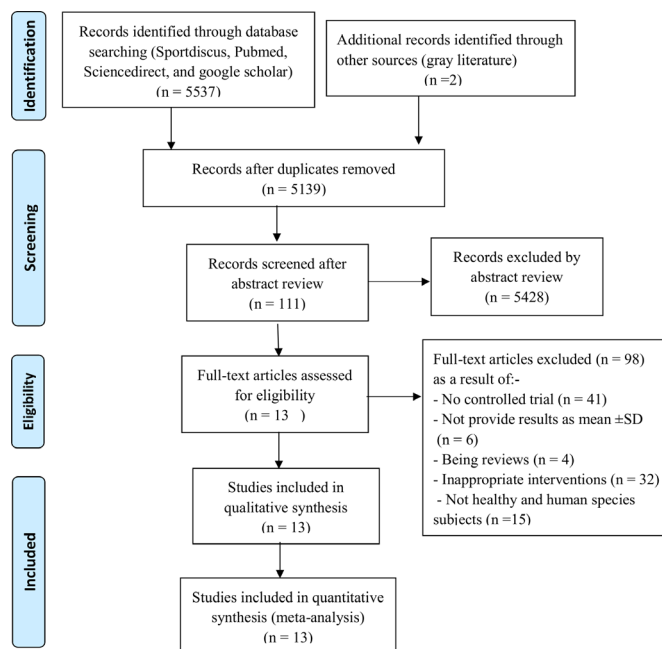 Identification
Records identified through database
searching (Sportdiscus, Pubmed,
Sciencedirect, and google scholar)
(n = 5537)
Additional records identified through
other sources (gray literature)
(n =2)
Screening
Records after duplicates removed
(n = 5139)
Records screened after
abstract review
(n = 111)
Records excluded by
abstract review
(n = 5428)
Eligibility
Full-text articles assessed
for eligibility
(n = 13 )
Full-text articles excluded (n = 98)
as a result of:-
- No controlled trial (n = 41)
- Not provide results as mean ±SD
(n = 6)
- Being reviews (n = 4)
- Inappropriate interventions (n = 32)
- Not healthy and human species
subjects (n =15)
Included
Studies included in
qualitative synthesis
(n = 13)
Studies included in quantitative
synthesis (meta-analysis)
(n = 13)